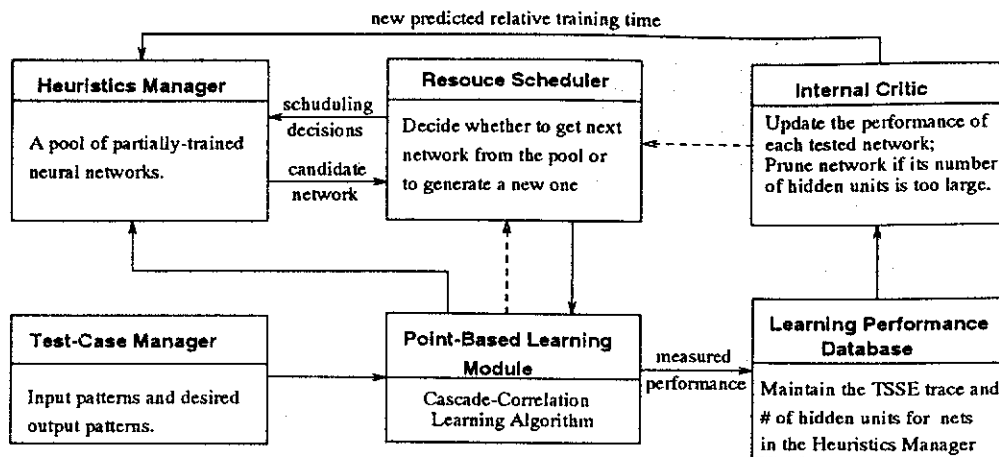 new predicted relative training time
Heuristics Manager
A pool of partially-trained
neural networks.
schuduling
decisions
candidate
network
Resouce Scheduler
Decide whether to get next
network from the pool or
to generate a new one
Internal Critic
Update the performance of
each tested network;
Prune network if its number
of hidden units is too large.
Test-Case Manager
Input patterns and desired
output patterns.
Point-Based Learning
Module
Cascade-Correlation
Learning Algorithm
measured
performance
Learning Performance
Database
Maintain the TSSE trace and
# of hidden units for nets
in the Heuristics Manager